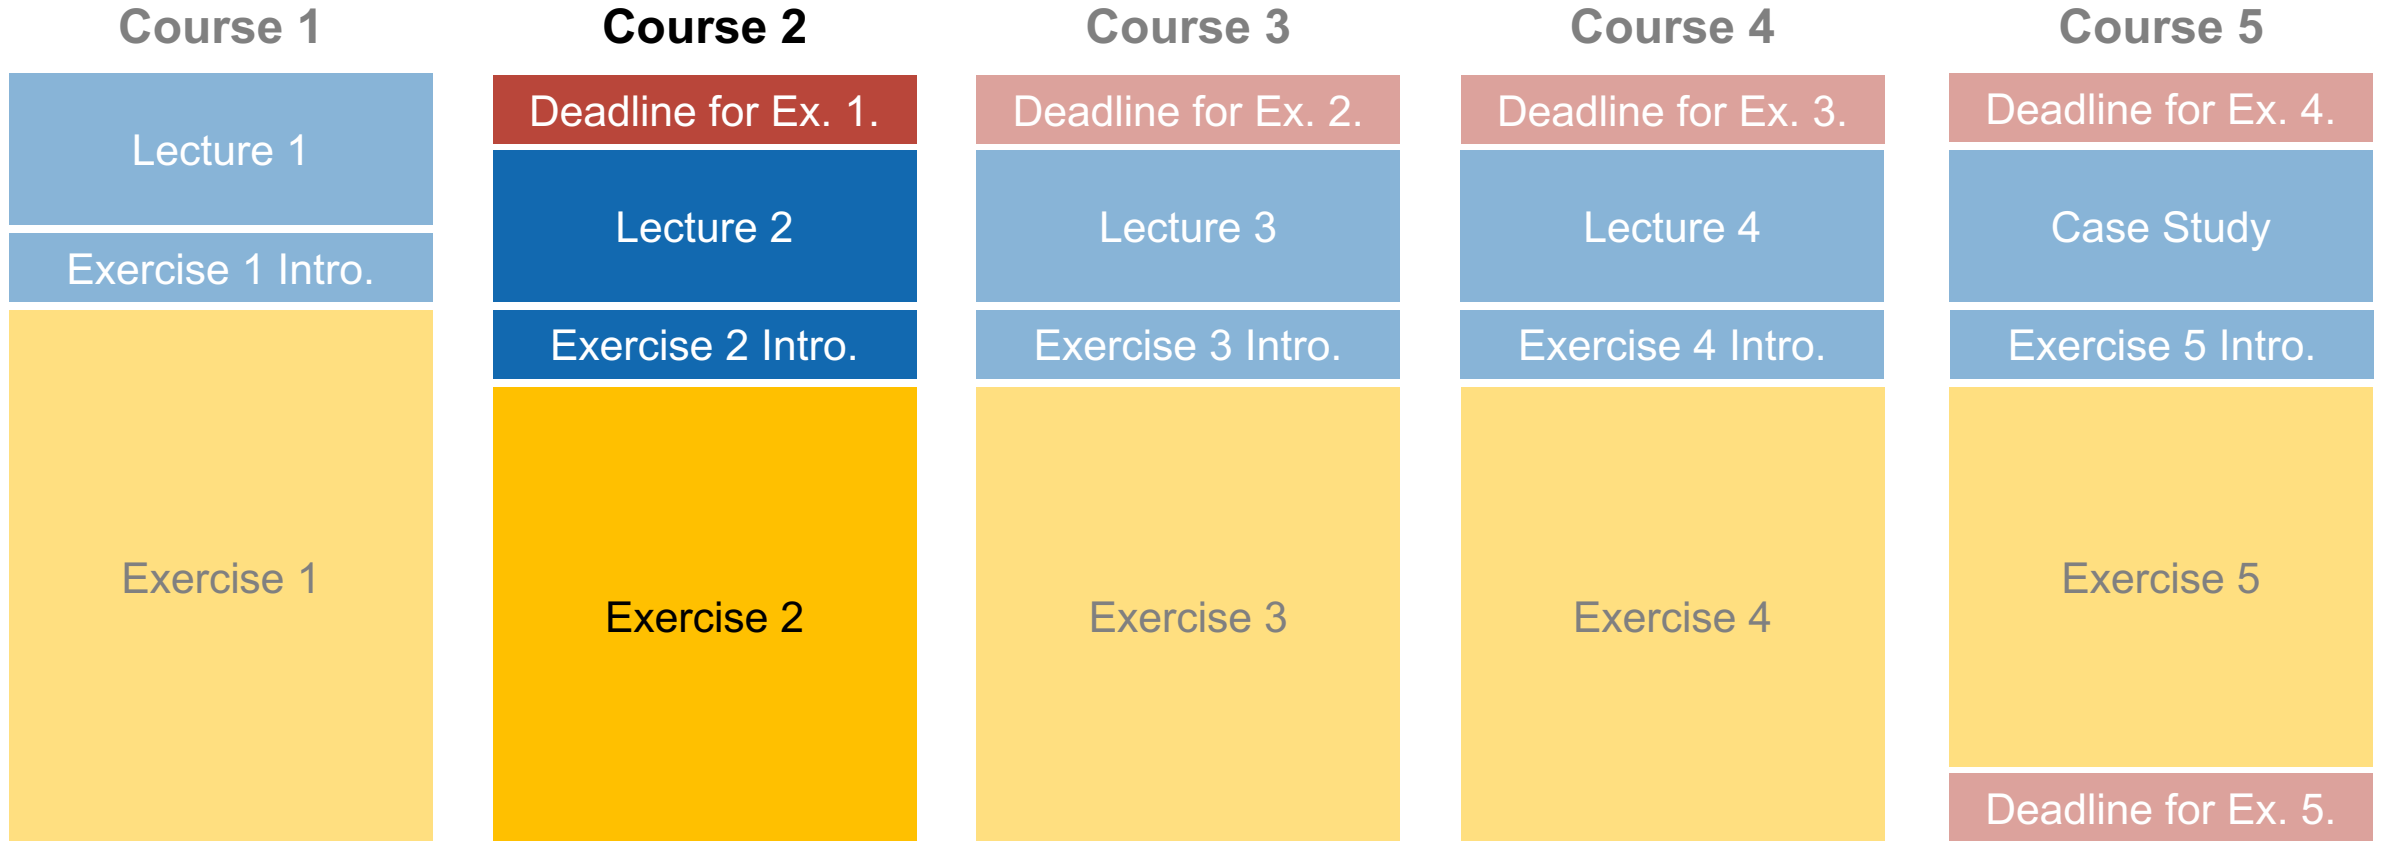 Course 1
Lecture 1
Exercise 1 Intro.
Exercise 1
Course 2
Deadline for Ex. 1.
Lecture 2
Exercise 2 Intro.
Exercise 2
Course 3
Deadline for Ex. 2.
Lecture 3
Exercise 3 Intro.
Exercise 3
Course 4
Deadline for Ex. 3.
Lecture 4
Exercise 4 Intro.
Exercise 4
Course 5
Deadline for Ex. 4.
Case Study
Exercise 5 Intro.
Exercise 5
Deadline for Ex. 5.